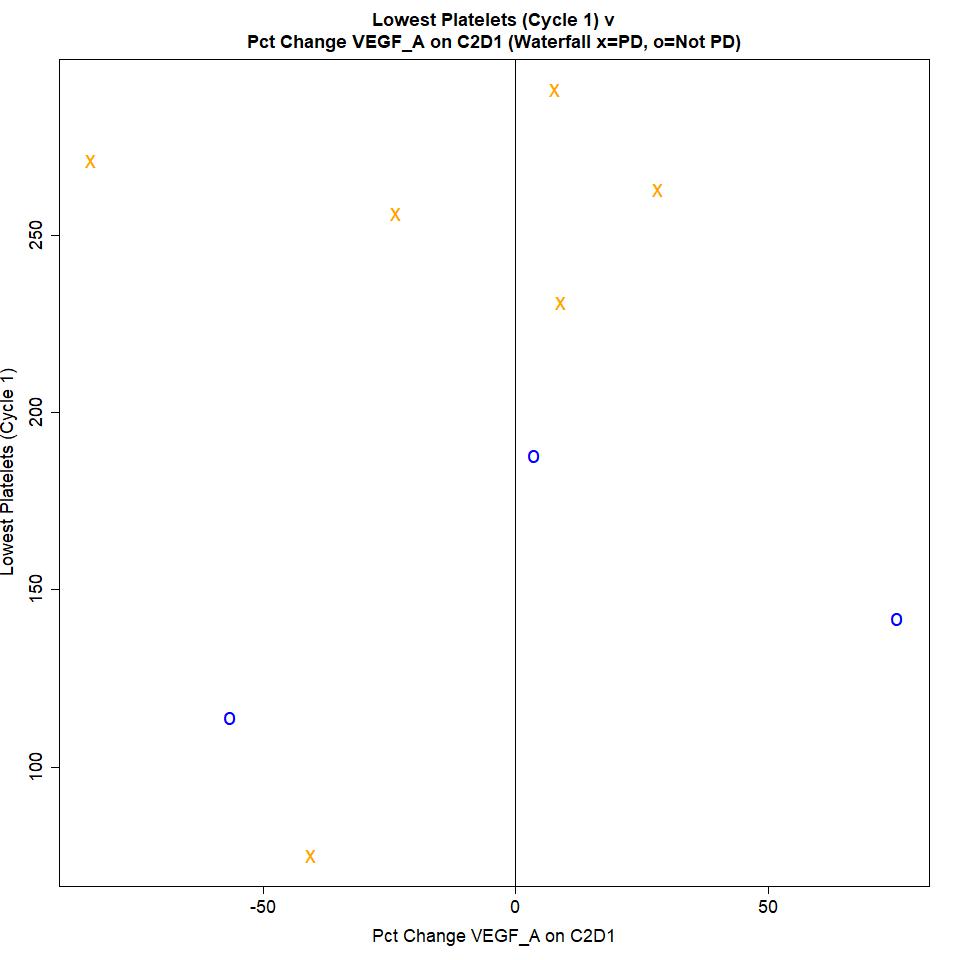 Lowest Platelets (Cycle 1) v
Pct Change VEGF_A on C2D1 (Waterfall x=PD, o=Not PD)
Lowest Platelets (Cycle 1)
250
200
150
100
X
X
X
X
X
O
O
O
X
-50
0
50
Pct Change VEGF_A on C2D1